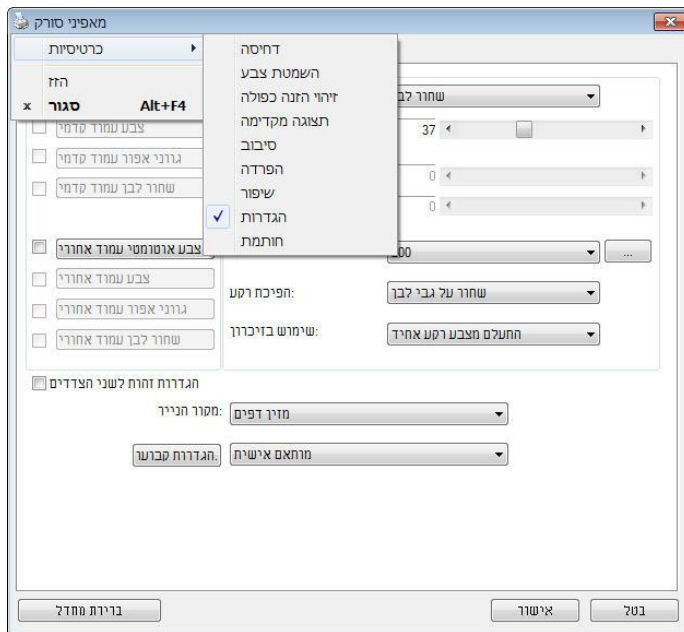 מאפיני סורק
כרטיסיות
הזז
x סגור Alt+F4
דחיסה
השמטת צבע
זיהוי הזנה כפולה
תצוגה מקדימה
סיבוב
הפרדה
שיפור
הגדרות
חותמת
שחור לבן
צבע עמוד קדמי
37
גווני אפור עמוד קדמי
0
שחור לבן עמוד קדמי
0
צבע אוטומטי עמוד אחורי
200
...
צבע עמוד אחורי
הפיכת רקע:
שחור על גבי לבן
גווני אפור עמוד אחורי
שחור לבן עמוד אחורי
שימוש בזיכרון:
התעלם מצבע רקע אחיד
הגדרות זהות לשני הצדדים
מקור הנייר:
מזין דפים
הגדרות קבוער.
מותאם אישית
ברירת מחדל
אישור
בטל